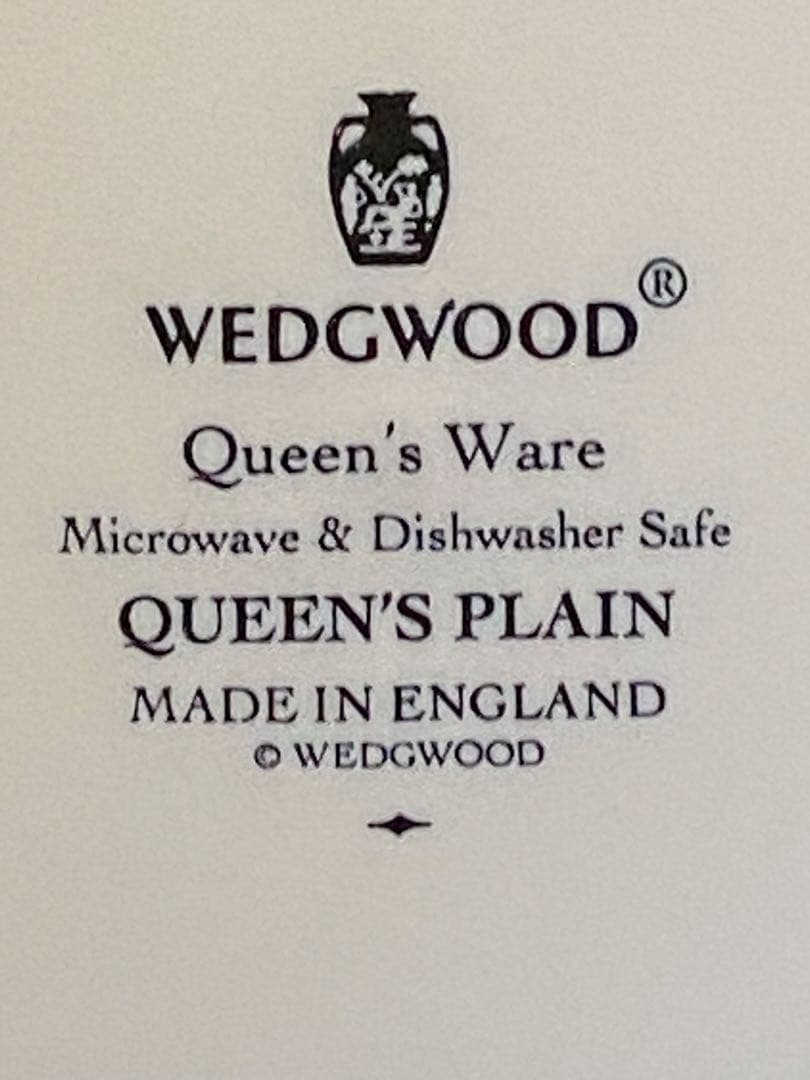 WEDGWOOD®
Queen's Ware
Microwave & Dishwasher Safe
QUEEN'S PLAIN
MADE IN ENGLAND
© WEDGWOOD